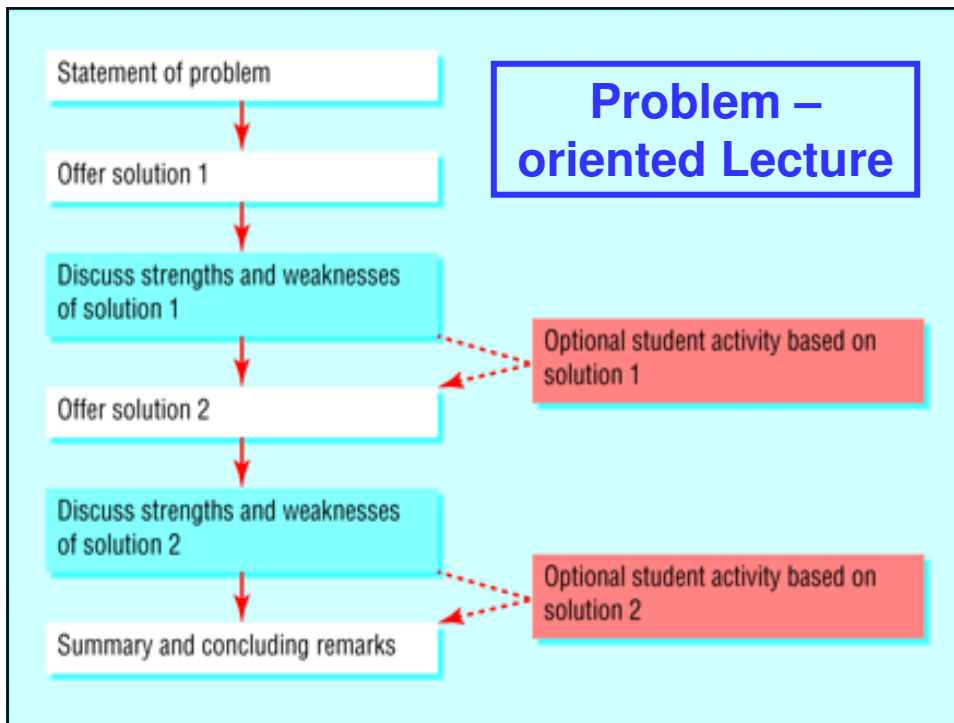 Problem –
oriented Lecture
Statement of problem
Offer solution 1
Discuss strengths and weaknesses
of solution 1
Optional student activity based on
solution 1
Offer solution 2
Discuss strengths and weaknesses
of solution 2
Optional student activity based on
solution 2
Summary and concluding remarks